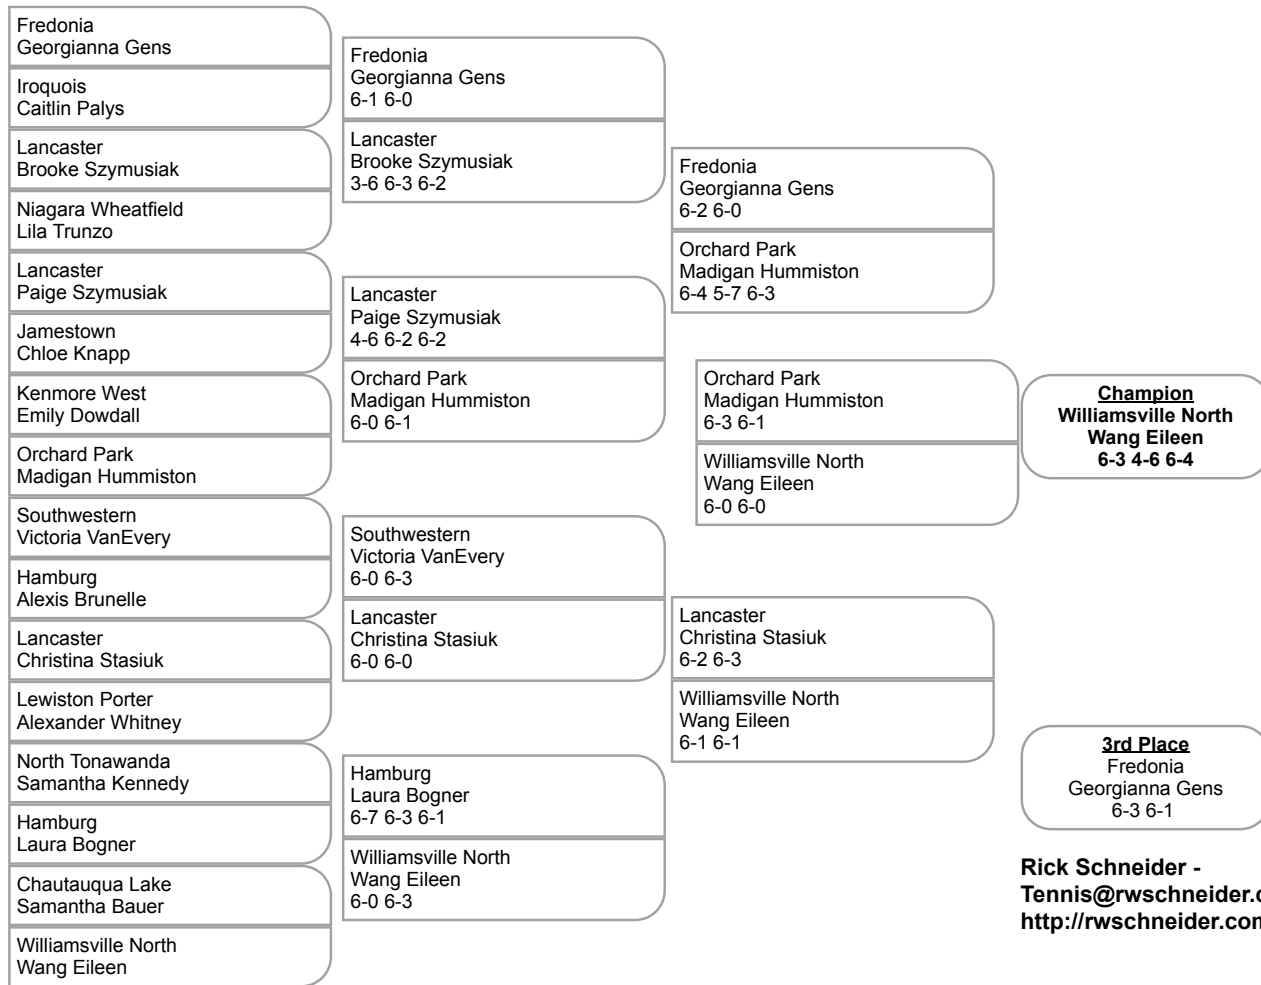 Fredonia
Georgianna Gens
Iroquois
Caitlin Palys
Lancaster
Brooke Szymusiak
Niagara Wheatfield
Lila Trunzo
Lancaster
Paige Szymusiak
Jamestown
Chloe Knapp
Kenmore West
Emily Dowdall
Orchard Park
Madigan Hummiston
Southwestern
Victoria VanEvery
Hamburg
Alexis Brunelle
Lancaster
Christina Stasiuk
Lewiston Porter
Alexander Whitney
North Tonawanda
Samantha Kennedy
Hamburg
Laura Bogner
Chautauqua Lake
Samantha Bauer
Williamsville North
Wang Eileen
Fredonia
Georgianna Gens
6-1 6-0
Lancaster
Brooke Szymusiak
3-6 6-3 6-2
Lancaster
Paige Szymusiak
4-6 6-2 6-2
Orchard Park
Madigan Hummiston
6-0 6-1
Southwestern
Victoria VanEvery
6-0 6-3
Lancaster
Christina Stasiuk
6-0 6-0
Hamburg
Laura Bogner
6-7 6-3 6-1
Williamsville North
Wang Eileen
6-0 6-3
Fredonia
Georgianna Gens
6-2 6-0
Orchard Park
Madigan Hummiston
6-4 5-7 6-3
Lancaster
Christina Stasiuk
6-2 6-3
Williamsville North
Wang Eileen
6-1 6-1
Orchard Park
Madigan Hummiston
6-3 6-1
Williamsville North
Wang Eileen
6-0 6-0
Champion
Williamsville North
Wang Eileen
6-3 4-6 6-4
3rd Place
Fredonia
Georgianna Gens
6-3 6-1
Rick Schneider -
Tennis@rwschneider.c
http://rwschneider.com